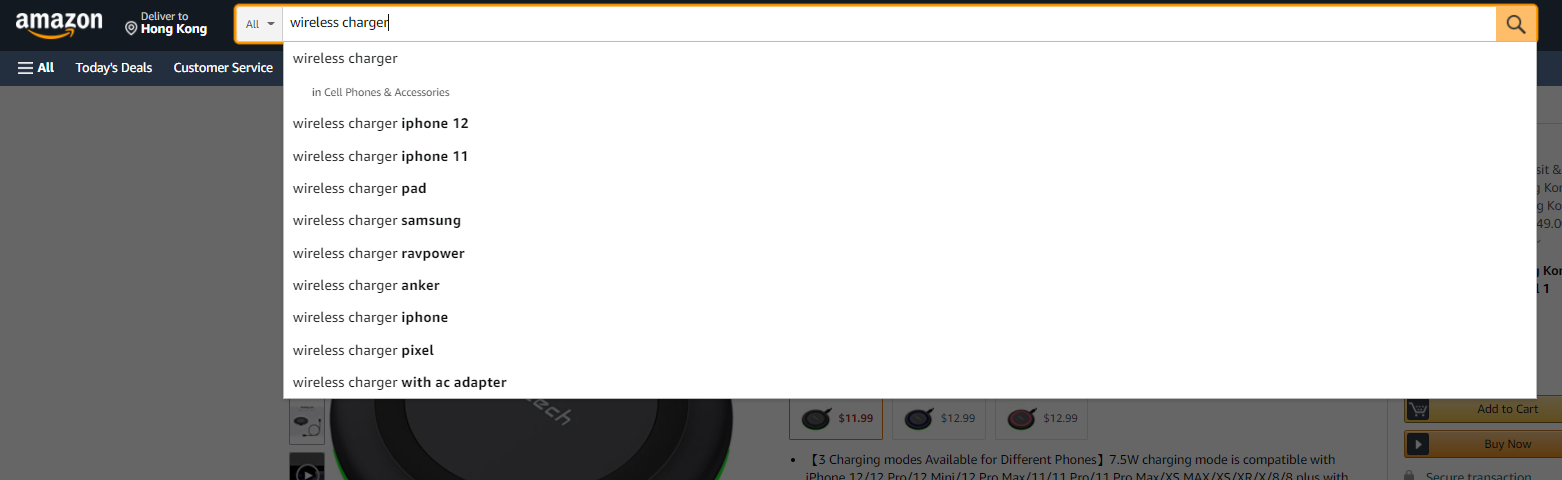 amazon
Deliver to
Hong Kong
All
wireless charger
All
Today's Deals
Customer Service
wireless charger
in Cell Phones & Accessories
wireless charger iphone 12
wireless charger iphone 11
wireless charger pad
wireless charger samsung
wireless charger ravpower
wireless charger anker
wireless charger iphone
wireless charger pixel
wireless charger with ac adapter
$11.99
$12.99
$12.99
Add to Cart
Buy Now
Secure transaction
• 【3 Charging modes Available for Different Phones】7.5W charging mode is compatible with
iPhone 12/12 Pro/12 Mini/12 Pro Max/11/11 Pro/11 Pro Max/XS MAX/XS/XR/X/8/8 plus with